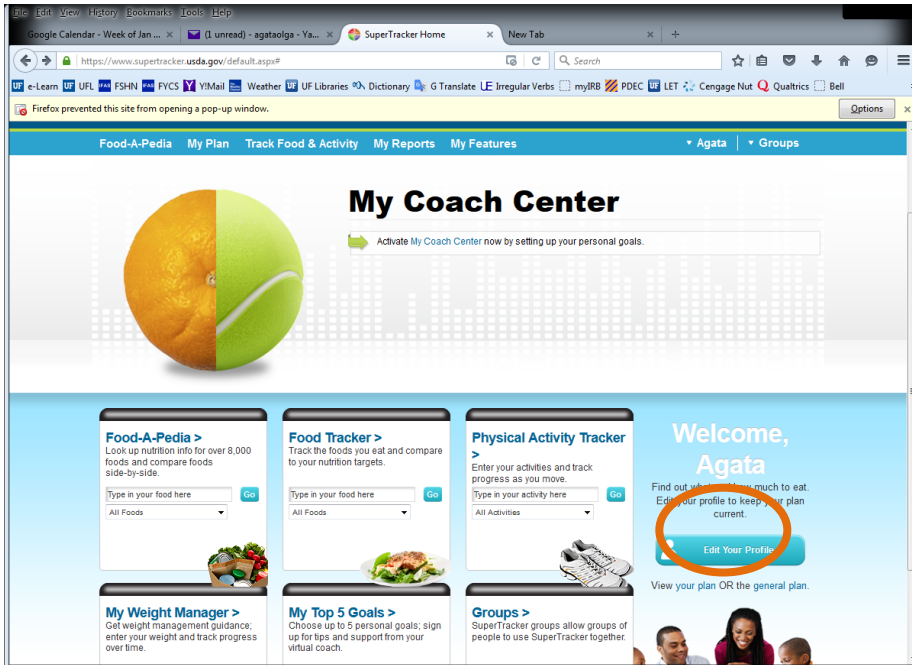 File Edit View History Bookmarks Tools Help
Google Calendar - Week of Jan ... × (1 unread) - agataolga - Ya... × SuperTracker Home × New Tab × +
https://www.supertracker.usda.gov/default.aspx# Search
UF e-Learn UF UFL IFAS FSHN IFAS FYCS Y! Mail Weather UF UF Libraries Dictionary G Translate LE Irregular Verbs myIRB PDEC UF LET Cengage Nut Q Qualtrics Bell
Firefox prevented this site from opening a pop-up window. Options ×
Food-A-Pedia My Plan Track Food & Activity My Reports My Features Agata Groups
My Coach Center
Activate My Coach Center now by setting up your personal goals.
Food-A-Pedia >
Look up nutrition info for over 8,000
foods and compare foods
side-by-side.
Type in your food here Go
All Foods
Food Tracker >
Track the foods you eat and compare
to your nutrition targets.
Type in your food here Go
All Foods
Physical Activity Tracker
>
Enter your activities and track
progress as you move.
Type in your activity here Go
All Activities
Welcome,
Agata
Find out what and how much to eat.
Edit your profile to keep your plan
current.
Edit Your Profile
View your plan OR the general plan.
My Weight Manager >
Get weight management guidance;
enter your weight and track progress
over time.
My Top 5 Goals >
Choose up to 5 personal goals; sign
up for tips and support from your
virtual coach.
Groups >
SuperTracker groups allow groups of
people to use SuperTracker together.